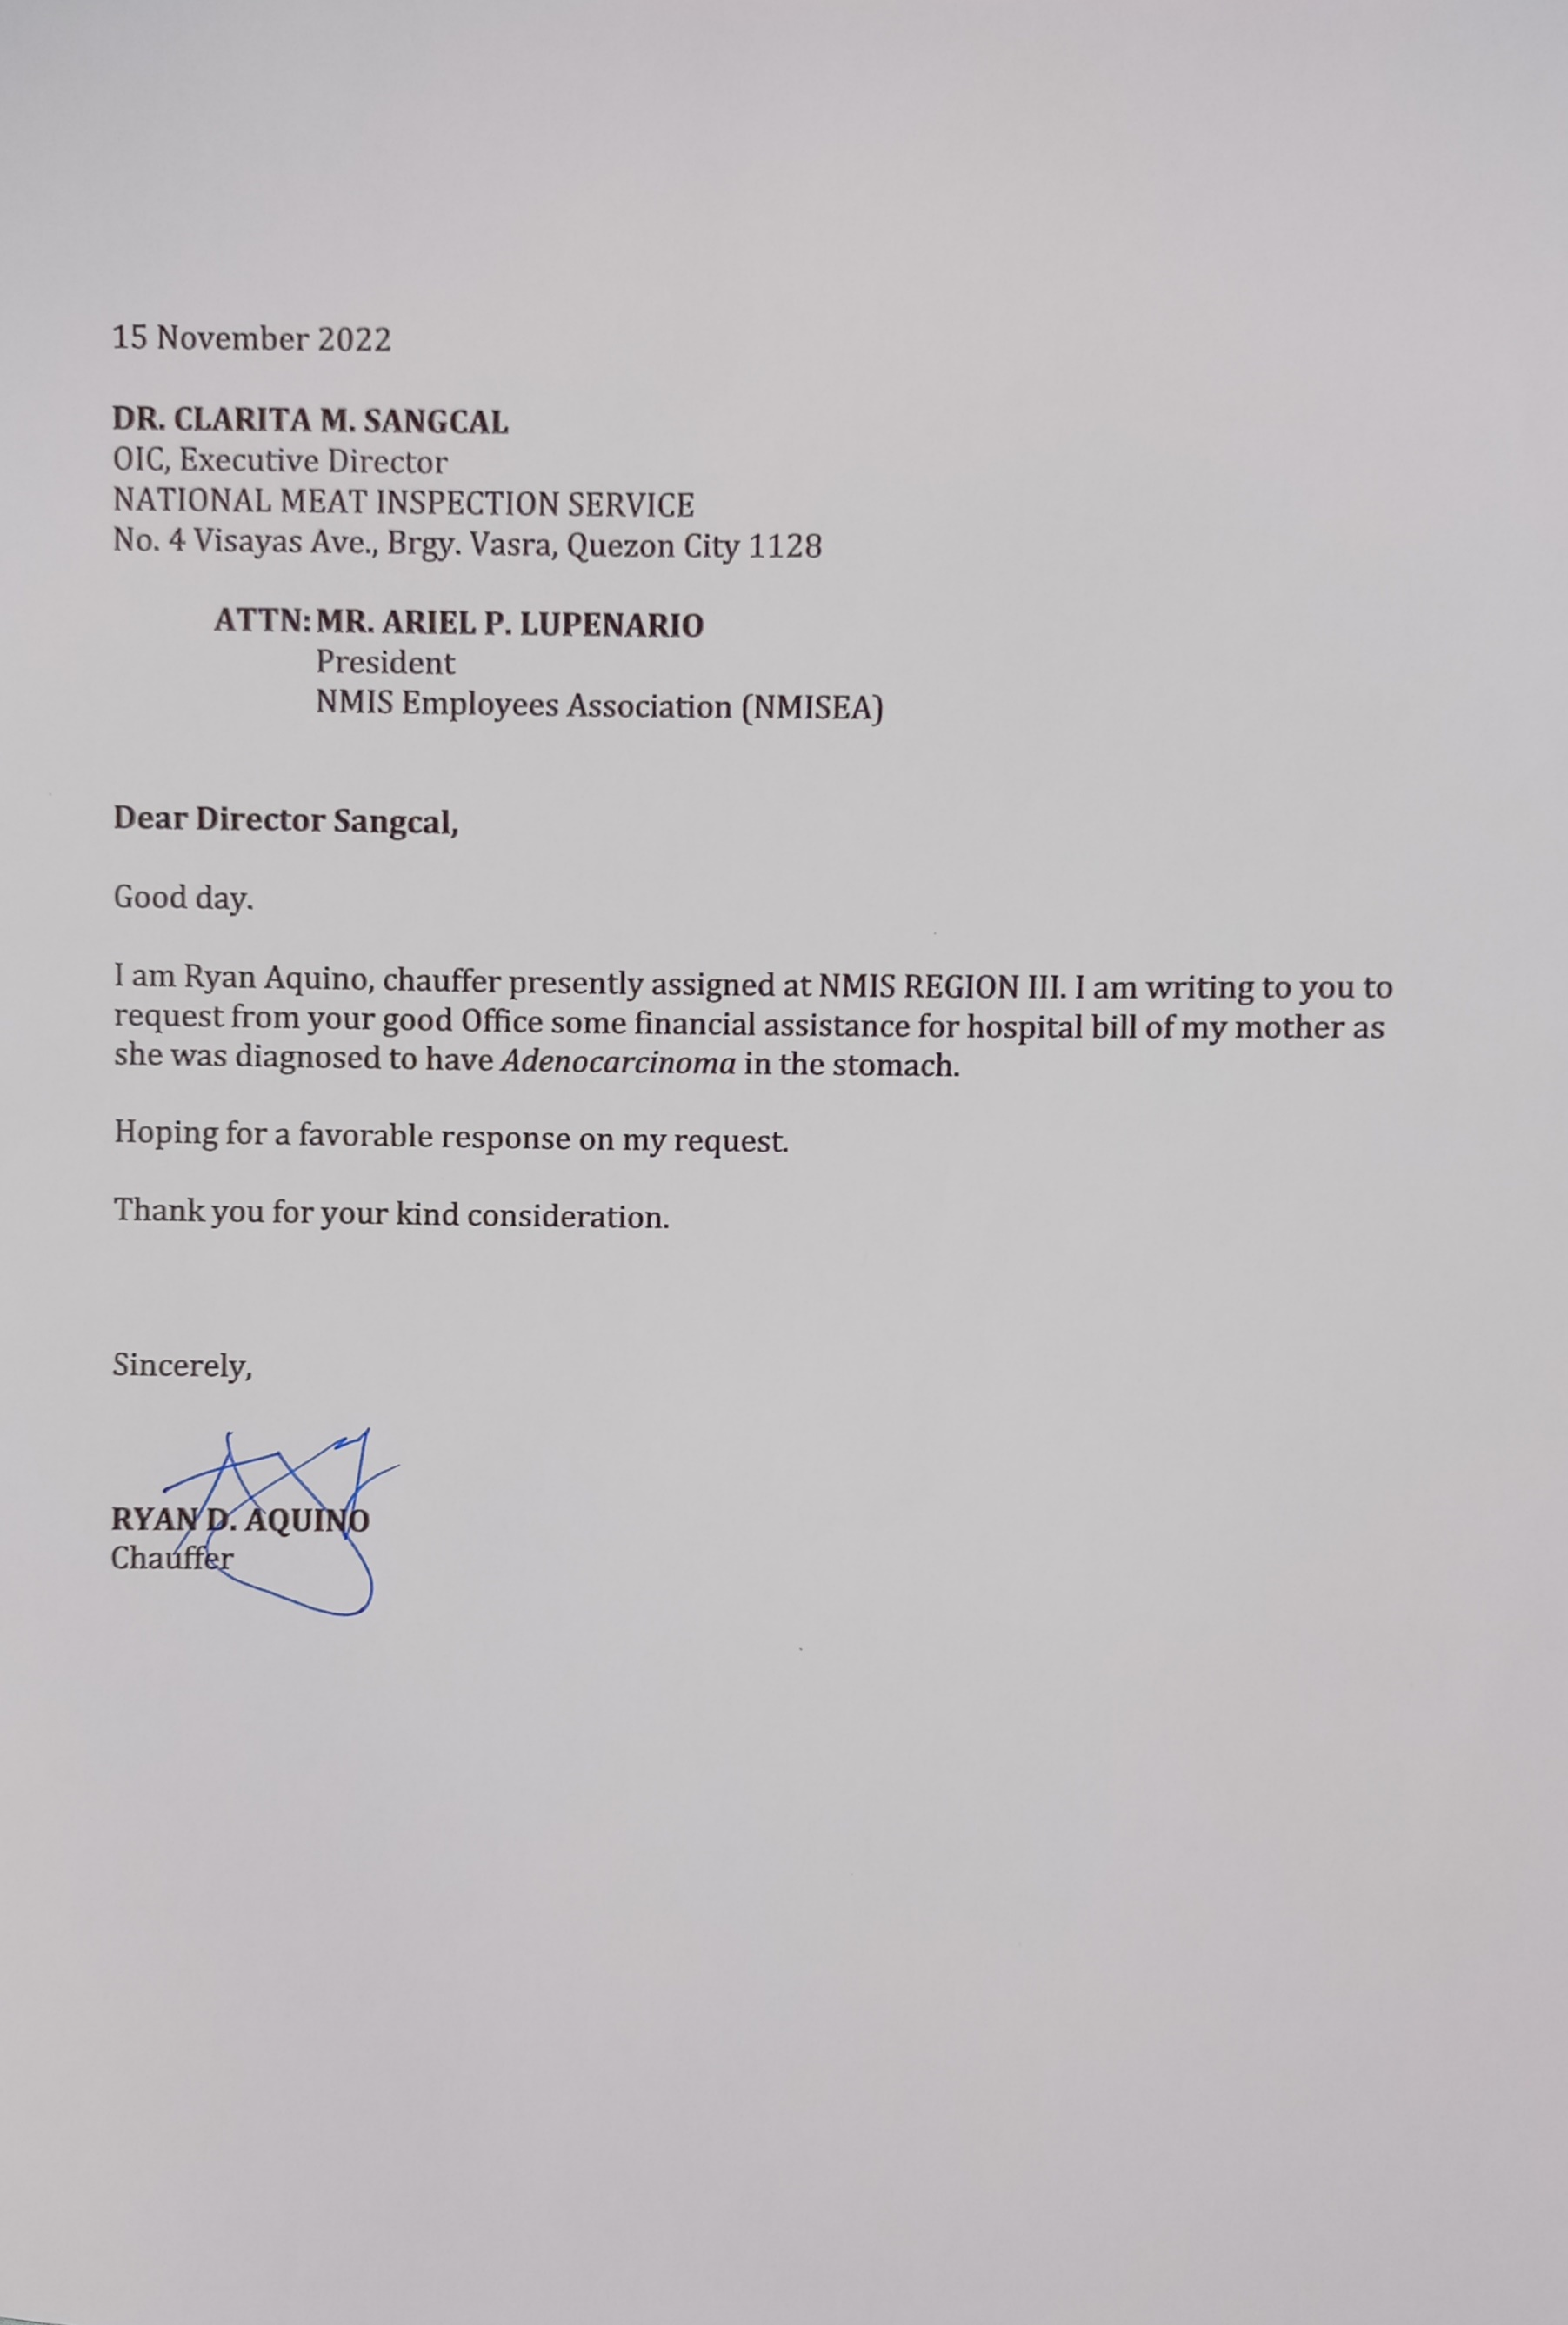 15 November 2022
DR. CLARITA M. SANGCAL
OIC, Executive Director
NATIONAL MEAT INSPECTION SERVICE
No. 4 Visayas Ave., Brgy. Vasra, Quezon City 1128
ATTN: MR. ARIEL P. LUPENARIO
President
NMIS Employees Association (NMISEA)
Dear Director Sangcal,
Good day.
I am Ryan Aquino, chauffer presently assigned at NMIS REGION III. I am writing to you to
request from your good Office some financial assistance for hospital bill of my mother as
she was diagnosed to have Adenocarcinoma in the stomach.
Hoping for a favorable response on my request.
Thank you for your kind consideration.
Sincerely,
RYAN D. AQUINO
Chauffer